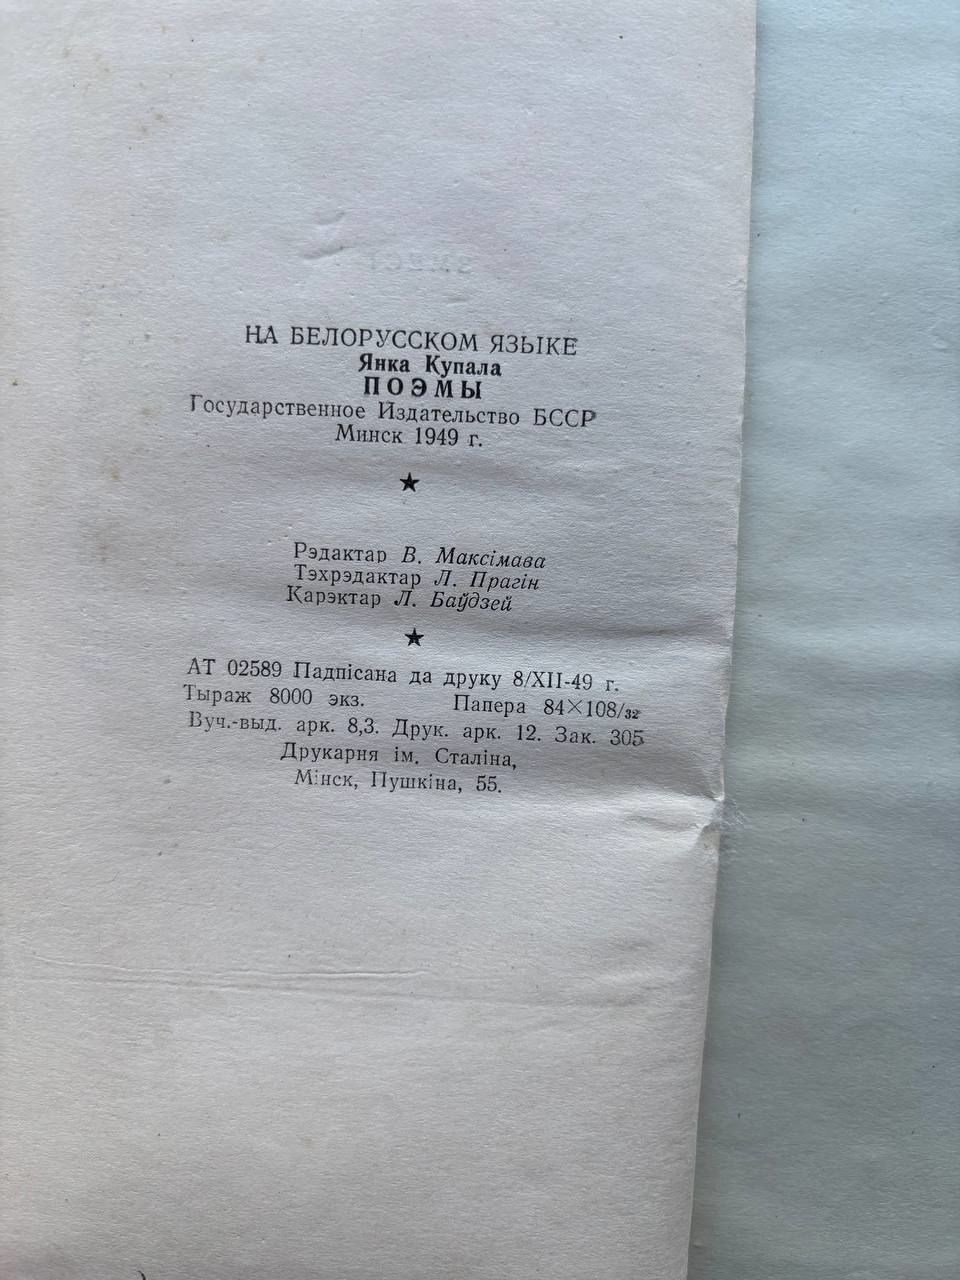 НА БЕЛОРУССКОМ ЯЗЫКЕ
Янка Купала
ПОЭМЫ
Государственное Издательство БССР
Минск 1949 г.
★
Рэдактар В. Максімава
Тэхрэдактар Л. Прагін
Карэктар Л. Баўдзей
★
АТ 02589 Падпісана да друку 8/XII-49 г.
Тыраж 8000 экз. Папера 84×108/32
Вуч.-выд. арк. 8,3. Друк. арк. 12. Зак. 305
Друкарня ім. Сталіна,
Мінск, Пушкіна, 55.